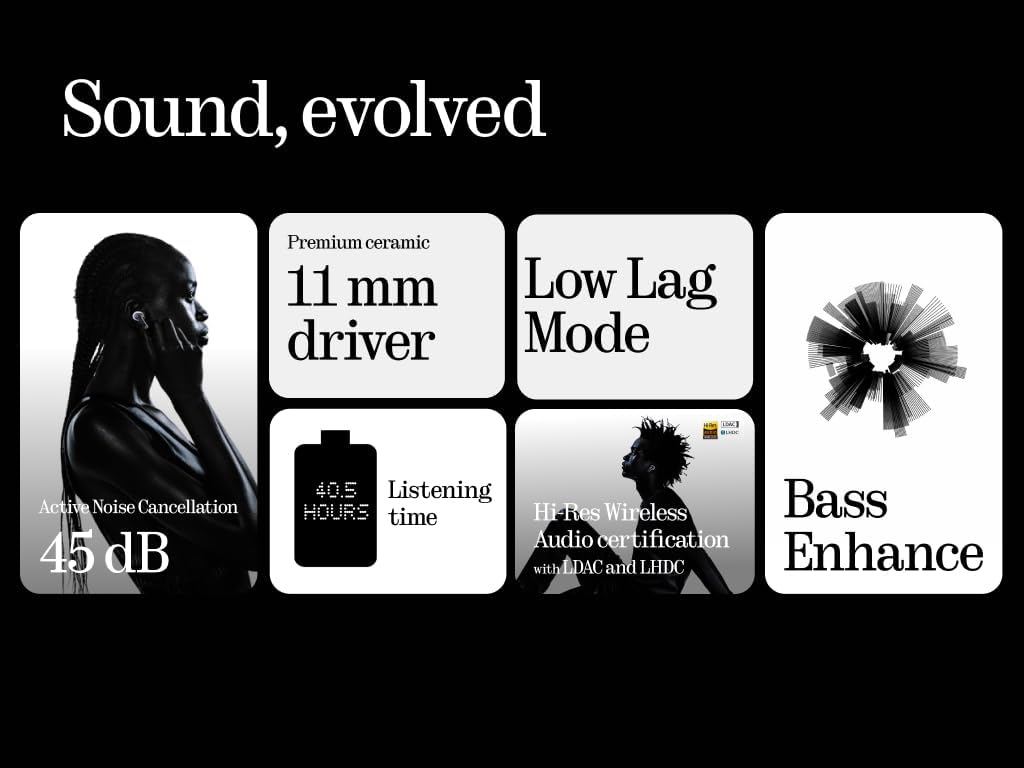 Sound, evolved
Active Noise Cancellation
45 dB
Premium ceramic
11 mm
driver
Low Lag
Mode
40.5
HOURS
Listening
time
Hi-Res
LDAC
LHDC
Hi-Res Wireless
Audio certification
with LDAC and LHDC
Bass
Enhance